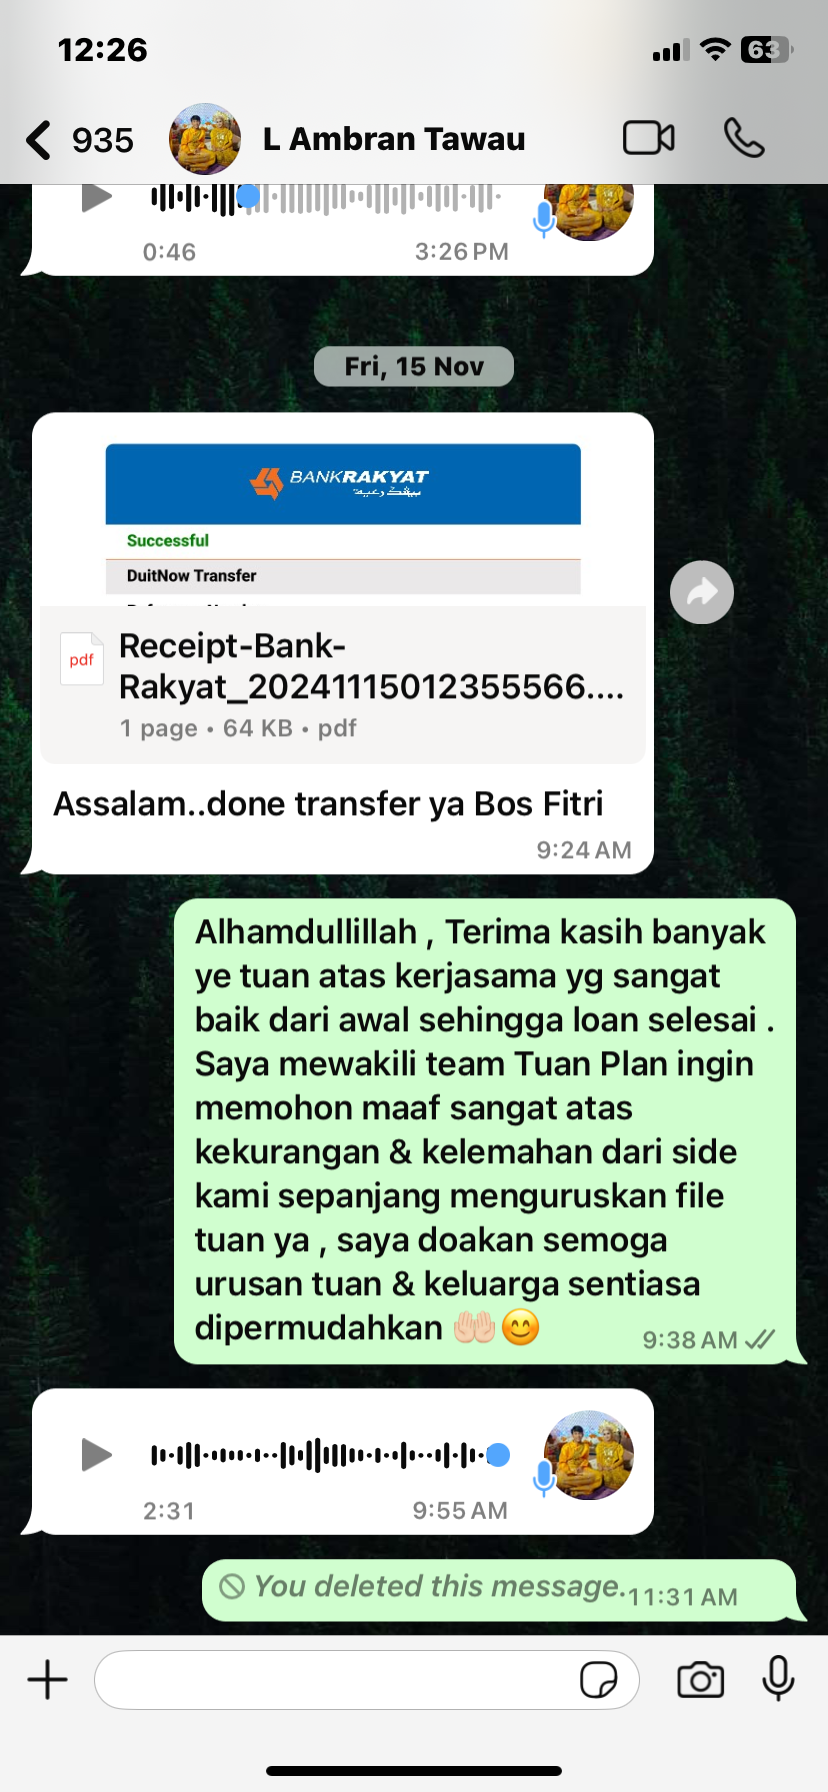 12:26
63
935
L Ambran Tawau
0:46
3:26 PM
Fri, 15 Nov
BANKRAKYAT
Successful
DuitNow Transfer
pdf
Receipt-Bank-
Rakyat_20241115012355566....
1 page • 64 KB • pdf
Assalam..done transfer ya Bos Fitri
9:24 AM
Alhamdullillah , Terima kasih banyak
ye tuan atas kerjasama yg sangat
baik dari awal sehingga loan selesai .
Saya mewakili team Tuan Plan ingin
memohon maaf sangat atas
kekurangan & kelemahan dari side
kami sepanjang menguruskan file
tuan ya , saya doakan semoga
urusan tuan & keluarga sentiasa
dipermudahkan 🤲🏻😊
9:38 AM
2:31
9:55 AM
You deleted this message.
11:31 AM